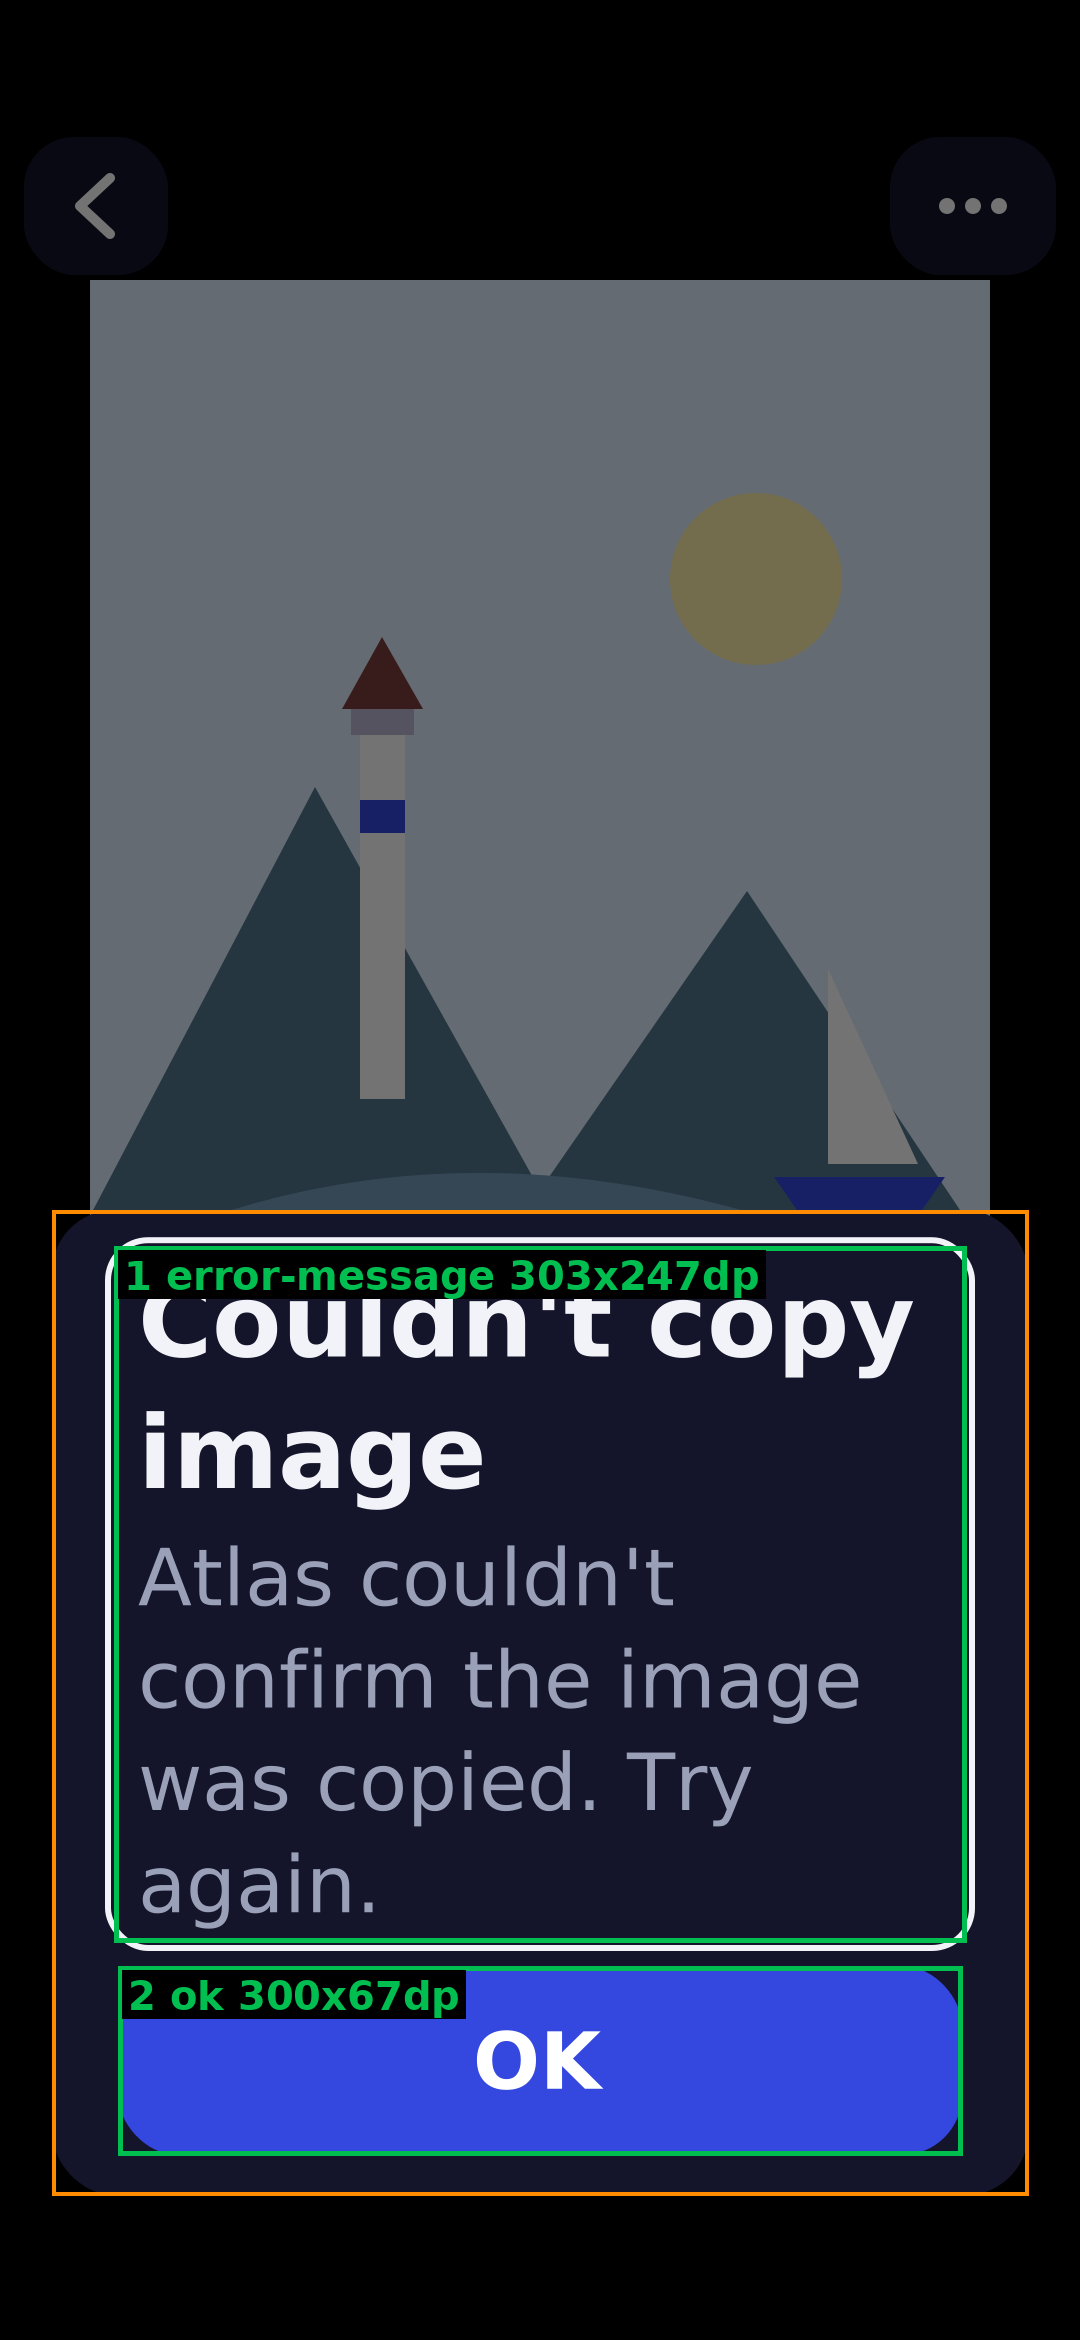 1 error-message 303x247dp
Couldn't copy
image
Atlas couldn't
confirm the image
was copied. Try
again.
2 ok 300x67dp
OK